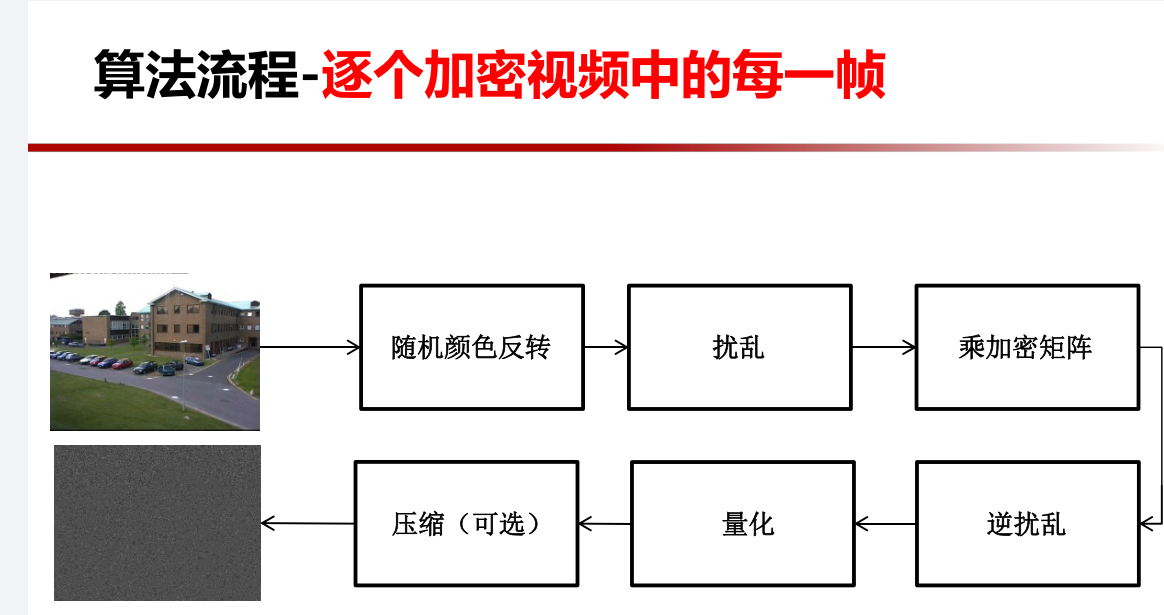 算法流程-逐个加密视频中的每一帧
随机颜色反转
扰乱
乘加密矩阵
逆扰乱
量化
压缩（可选）